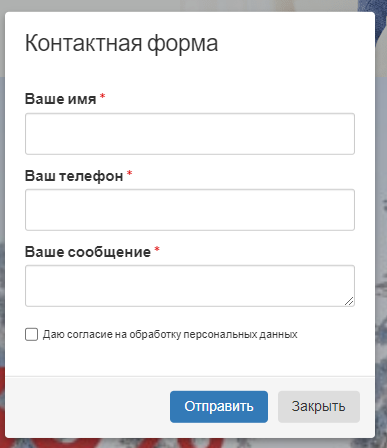 Контактная форма
Ваше имя *
Ваш телефон *
Ваше сообщение *
Даю согласие на обработку персональных данных
Отправить Закрыть